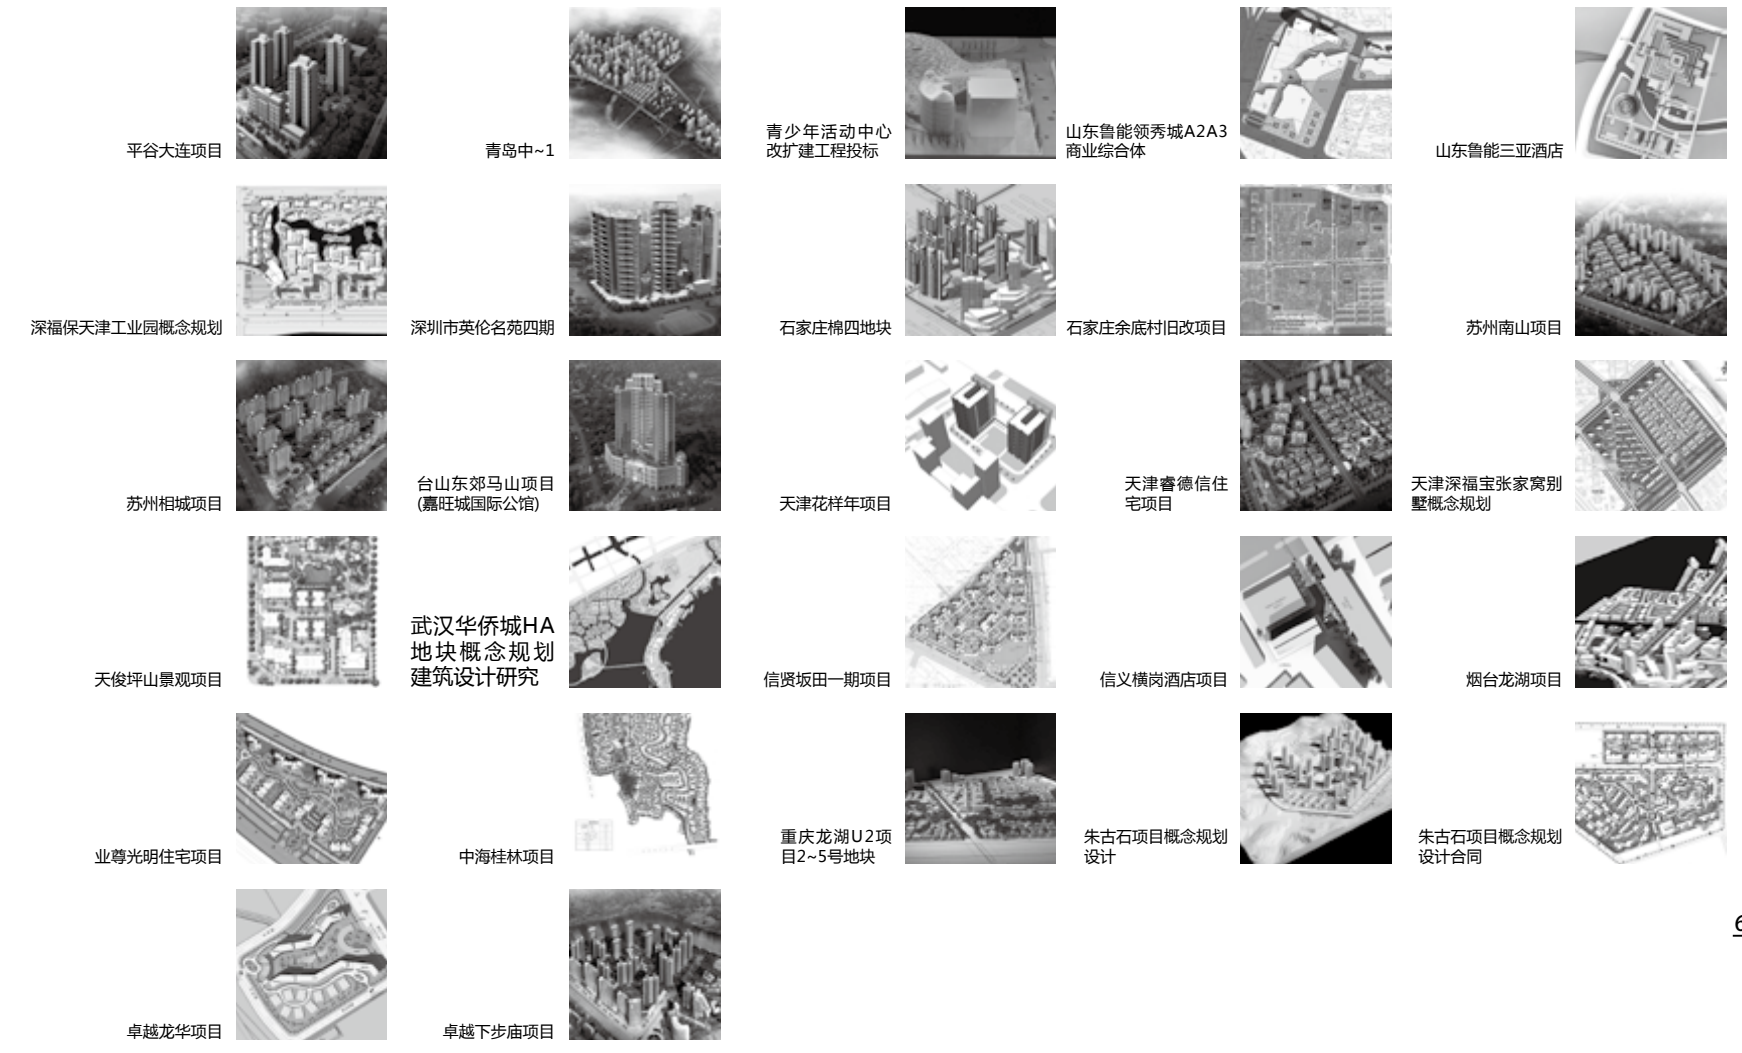 平谷大连项目
青岛中~1
青少年活动中心
改扩建工程投标
山东鲁能领秀城A2A3
商业综合体
山东鲁能三亚酒店
深福保天津工业园概念规划
深圳市英伦名苑四期
石家庄棉四地块
石家庄余底村旧改项目
苏州南山项目
苏州相城项目
台山东郊马山项目
(嘉旺城国际公馆)
天津花样年项目
天津睿德信住
宅项目
天津深福宝张家窝别
墅概念规划
天俊坪山景观项目
武汉华侨城HA
地块概念规划
建筑设计研究
信贤坂田一期项目
信义横岗酒店项目
烟台龙湖项目
业尊光明住宅项目
中海桂林项目
重庆龙湖U2项
目2~5号地块
朱古石项目概念规划
设计
朱古石项目概念规划
设计合同
卓越龙华项目
卓越下步庙项目